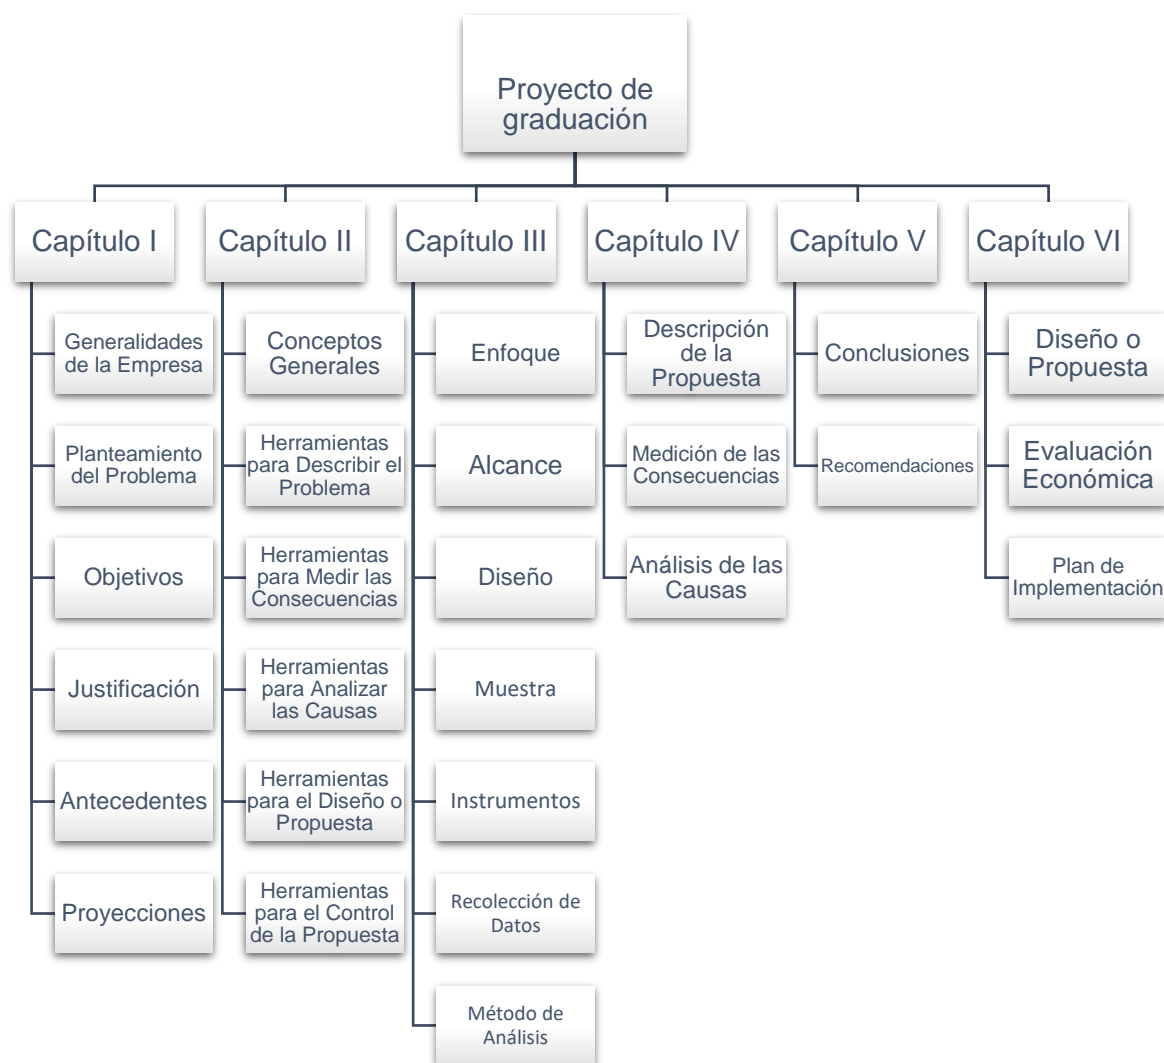 Proyecto de
graduación
Capítulo I
Generalidades
de la Empresa
Planteamiento
del Problema
Objetivos
Justificación
Antecedentes
Proyecciones
Capítulo II
Conceptos
Generales
Herramientas
para Describir el
Problema
Herramientas
para Medir las
Consecuencias
Herramientas
para Analizar
las Causas
Herramientas
para el Diseño o
Propuesta
Herramientas
para el Control
de la Propuesta
Capítulo III
Enfoque
Alcance
Diseño
Muestra
Instrumentos
Recolección de
Datos
Método de
Análisis
Capítulo IV
Descripción
de la
Propuesta
Medición de las
Consecuencias
Análisis de las
Causas
Capítulo V
Conclusiones
Recomendaciones
Capítulo VI
Diseño o
Propuesta
Evaluación
Económica
Plan de
Implementación